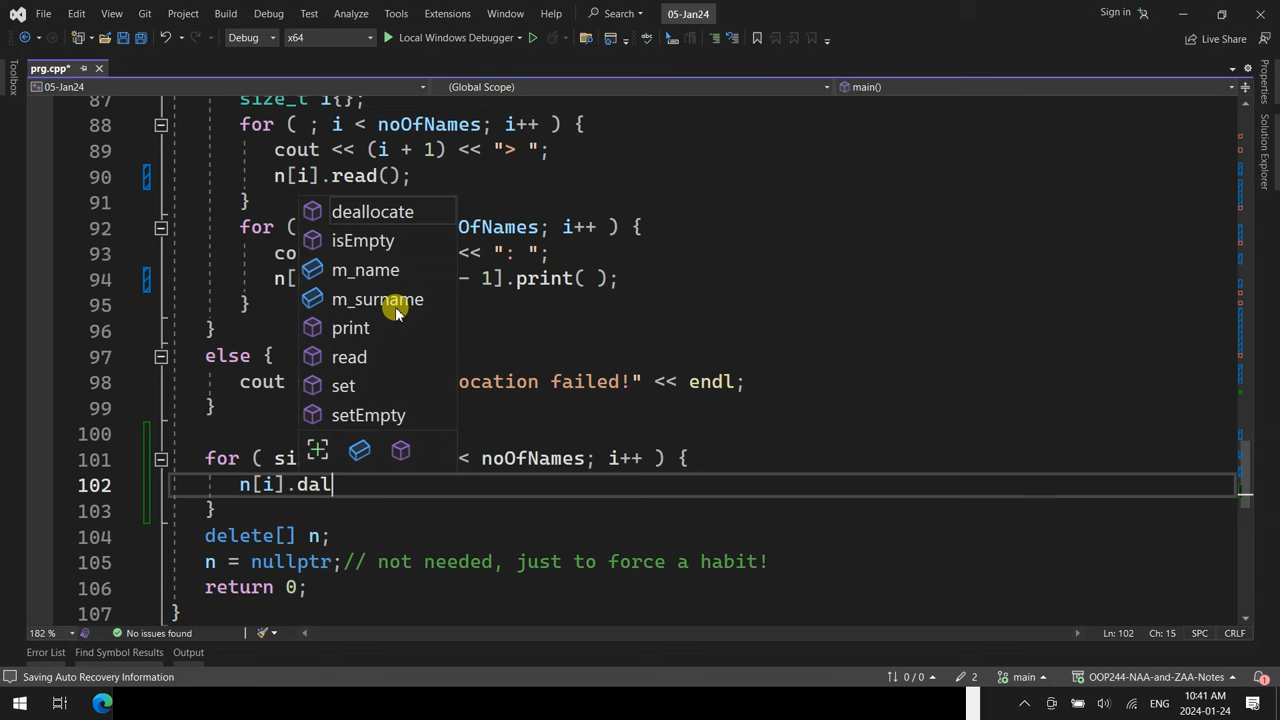 File Edit View Git Project Build Debug Test Analyze Tools Extensions Window Help Search 05-Jan24 Sign in
Debug x64 Local Windows Debugger Live Share
prg.cpp*
05-Jan24 (Global Scope) main()
Toolbox
Properties
Solution Explorer
87 size_t i{};
88 for ( ; i < noOfNames; i++ ) {
89 cout << (i + 1) << "> ";
90 n[i].read();
91 }
92 for ( OfNames; i++ ) {
93 co << ": ";
94 n[ - 1].print( );
95 }
96 }
97 else {
98 cout ocation failed!" << endl;
99 }
100
101 for ( si < noOfNames; i++ ) {
102 n[i].dal
103 }
104 delete[] n;
105 n = nullptr;// not needed, just to force a habit!
106 return 0;
107 }
deallocate
isEmpty
m_name
m_surname
print
read
set
setEmpty
182 % No issues found Ln: 102 Ch: 15 SPC CRLF
Error List Find Symbol Results Output
Saving Auto Recovery Information 0 / 0 2 main OOP244-NAA-and-ZAA-Notes 1
ENG 10:41 AM
2024-01-24